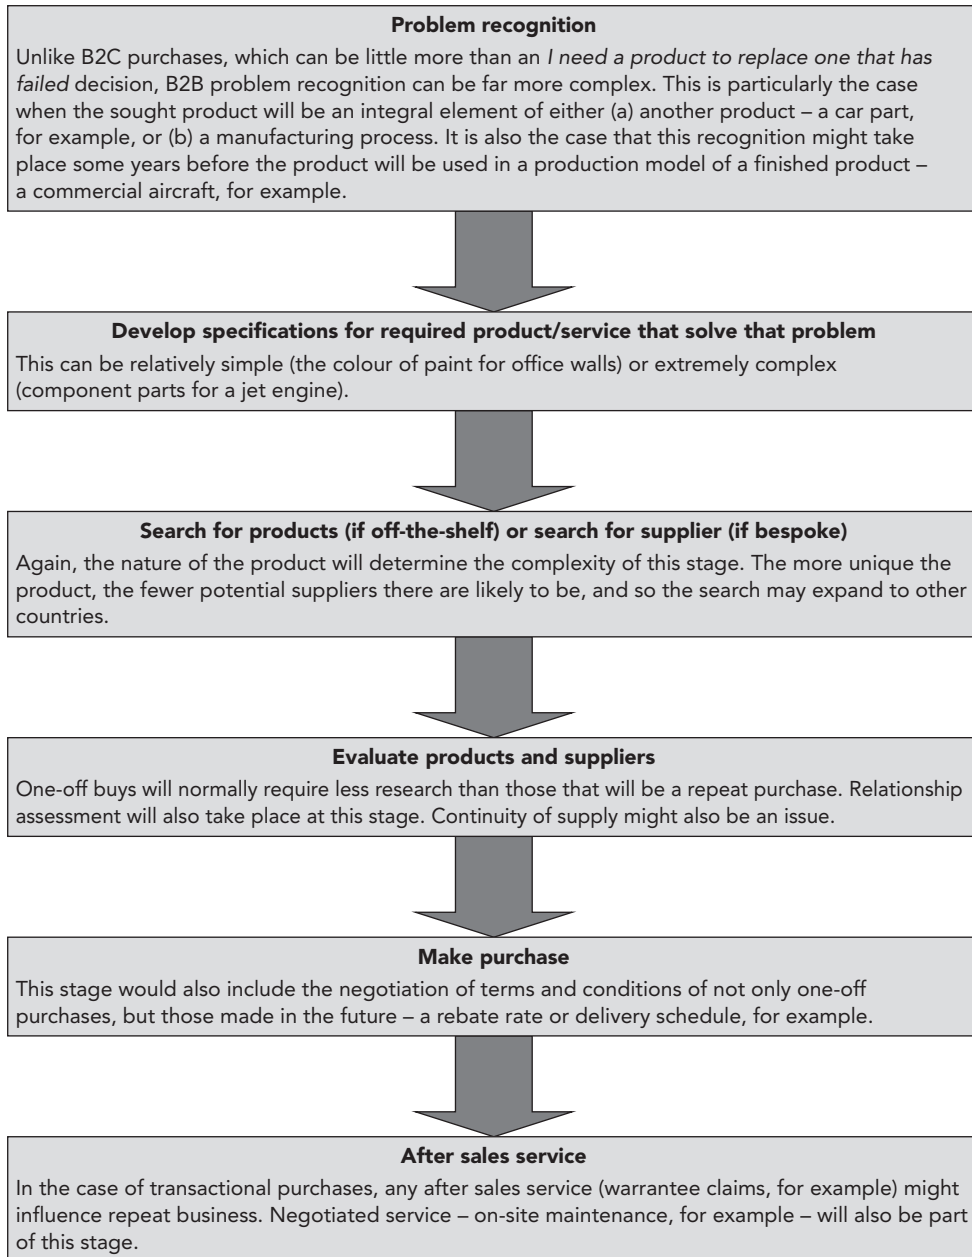 Problem recognition
Unlike B2C purchases, which can be little more than an I need a product to replace one that has
failed decision, B2B problem recognition can be far more complex. This is particularly the case
when the sought product will be an integral element of either (a) another product – a car part,
for example, or (b) a manufacturing process. It is also the case that this recognition might take
place some years before the product will be used in a production model of a finished product –
a commercial aircraft, for example.
Develop specifications for required product/service that solve that problem
This can be relatively simple (the colour of paint for office walls) or extremely complex
(component parts for a jet engine).
Search for products (if off-the-shelf) or search for supplier (if bespoke)
Again, the nature of the product will determine the complexity of this stage. The more unique the
product, the fewer potential suppliers there are likely to be, and so the search may expand to other
countries.
Evaluate products and suppliers
One-off buys will normally require less research than those that will be a repeat purchase. Relationship
assessment will also take place at this stage. Continuity of supply might also be an issue.
Make purchase
This stage would also include the negotiation of terms and conditions of not only one-off
purchases, but those made in the future – a rebate rate or delivery schedule, for example.
After sales service
In the case of transactional purchases, any after sales service (warrantee claims, for example) might
influence repeat business. Negotiated service – on-site maintenance, for example – will also be part
of this stage.